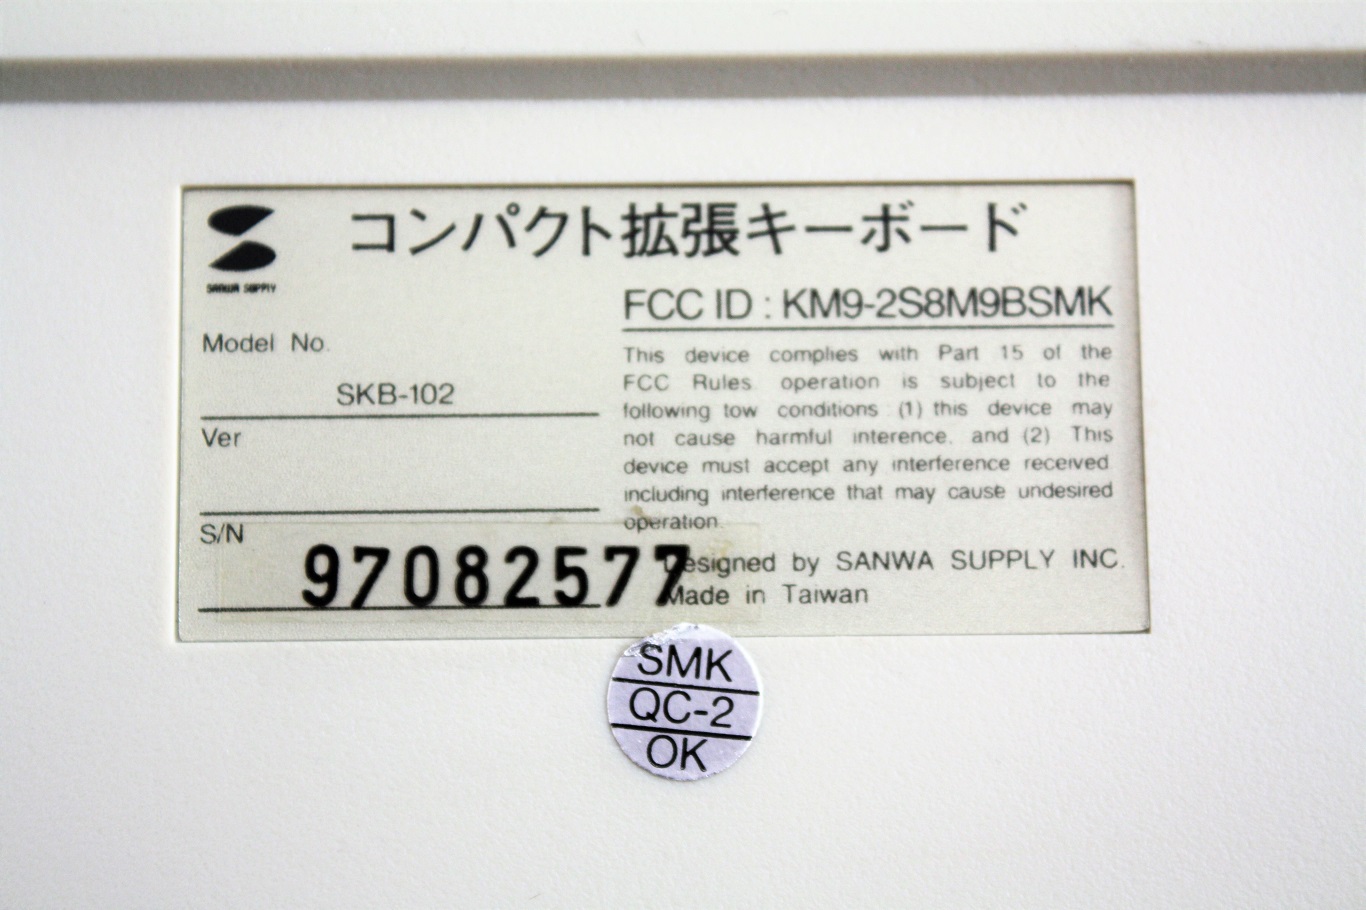 コンパクト拡張キーボード
SANWA SUPPLY
FCC ID : KM9-2S8M9BSMK
Model No.
SKB-102
Ver
S/N
97082577
This device complies with Part 15 of the
FCC Rules. operation is subject to the
following tow conditions : (1) this device may
not cause harmful interence. and (2) This
device must accept any interference received
including interference that may cause undesired
operation.
Designed by SANWA SUPPLY INC.
Made in Taiwan
SMK
QC-2
OK